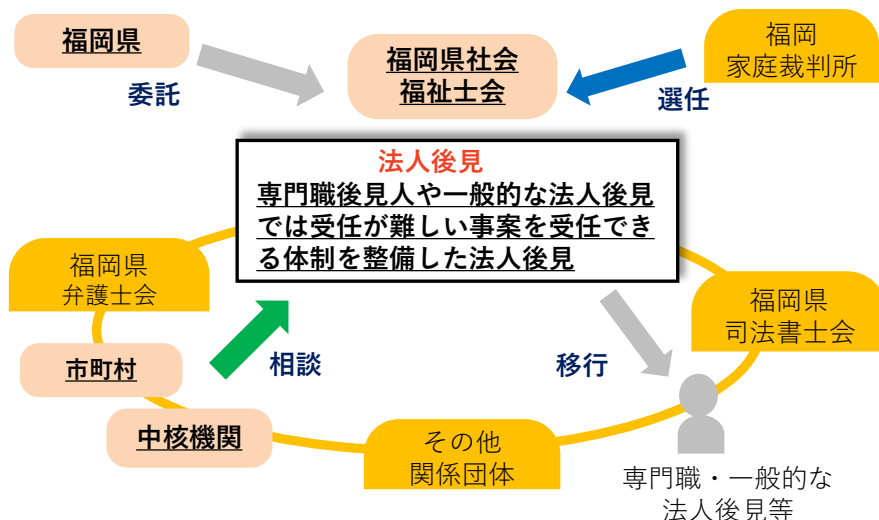 福岡県
福岡県社会
福祉士会
福岡
家庭裁判所
委託
選任
法人後見
専門職後見人や一般的な法人後見
では受任が難しい事案を受任でき
る体制を整備した法人後見
福岡県
弁護士会
福岡県
司法書士会
市町村
相談
移行
中核機関
その他
関係団体
専門職・一般的な
法人後見等